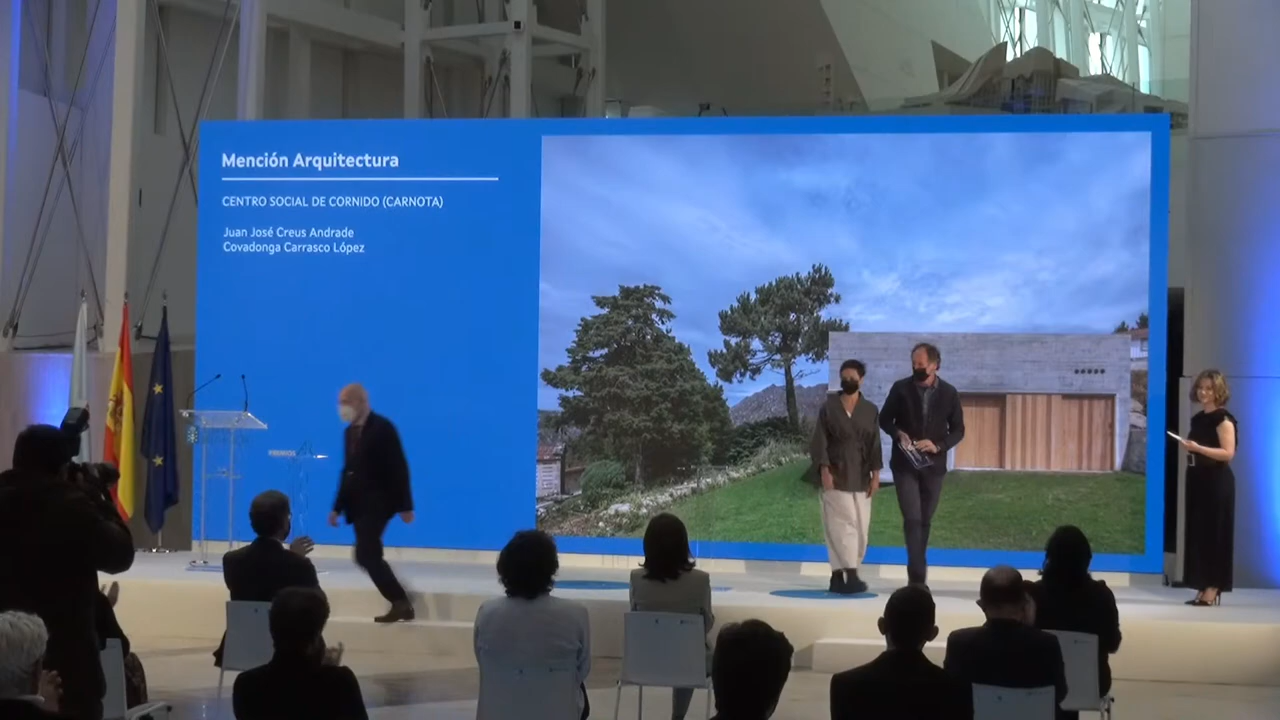 Mención Arquitectura
CENTRO SOCIAL DE CORNIDO (CARNOTA)
Juan José Creus Andrade
Covadonga Carrasco López